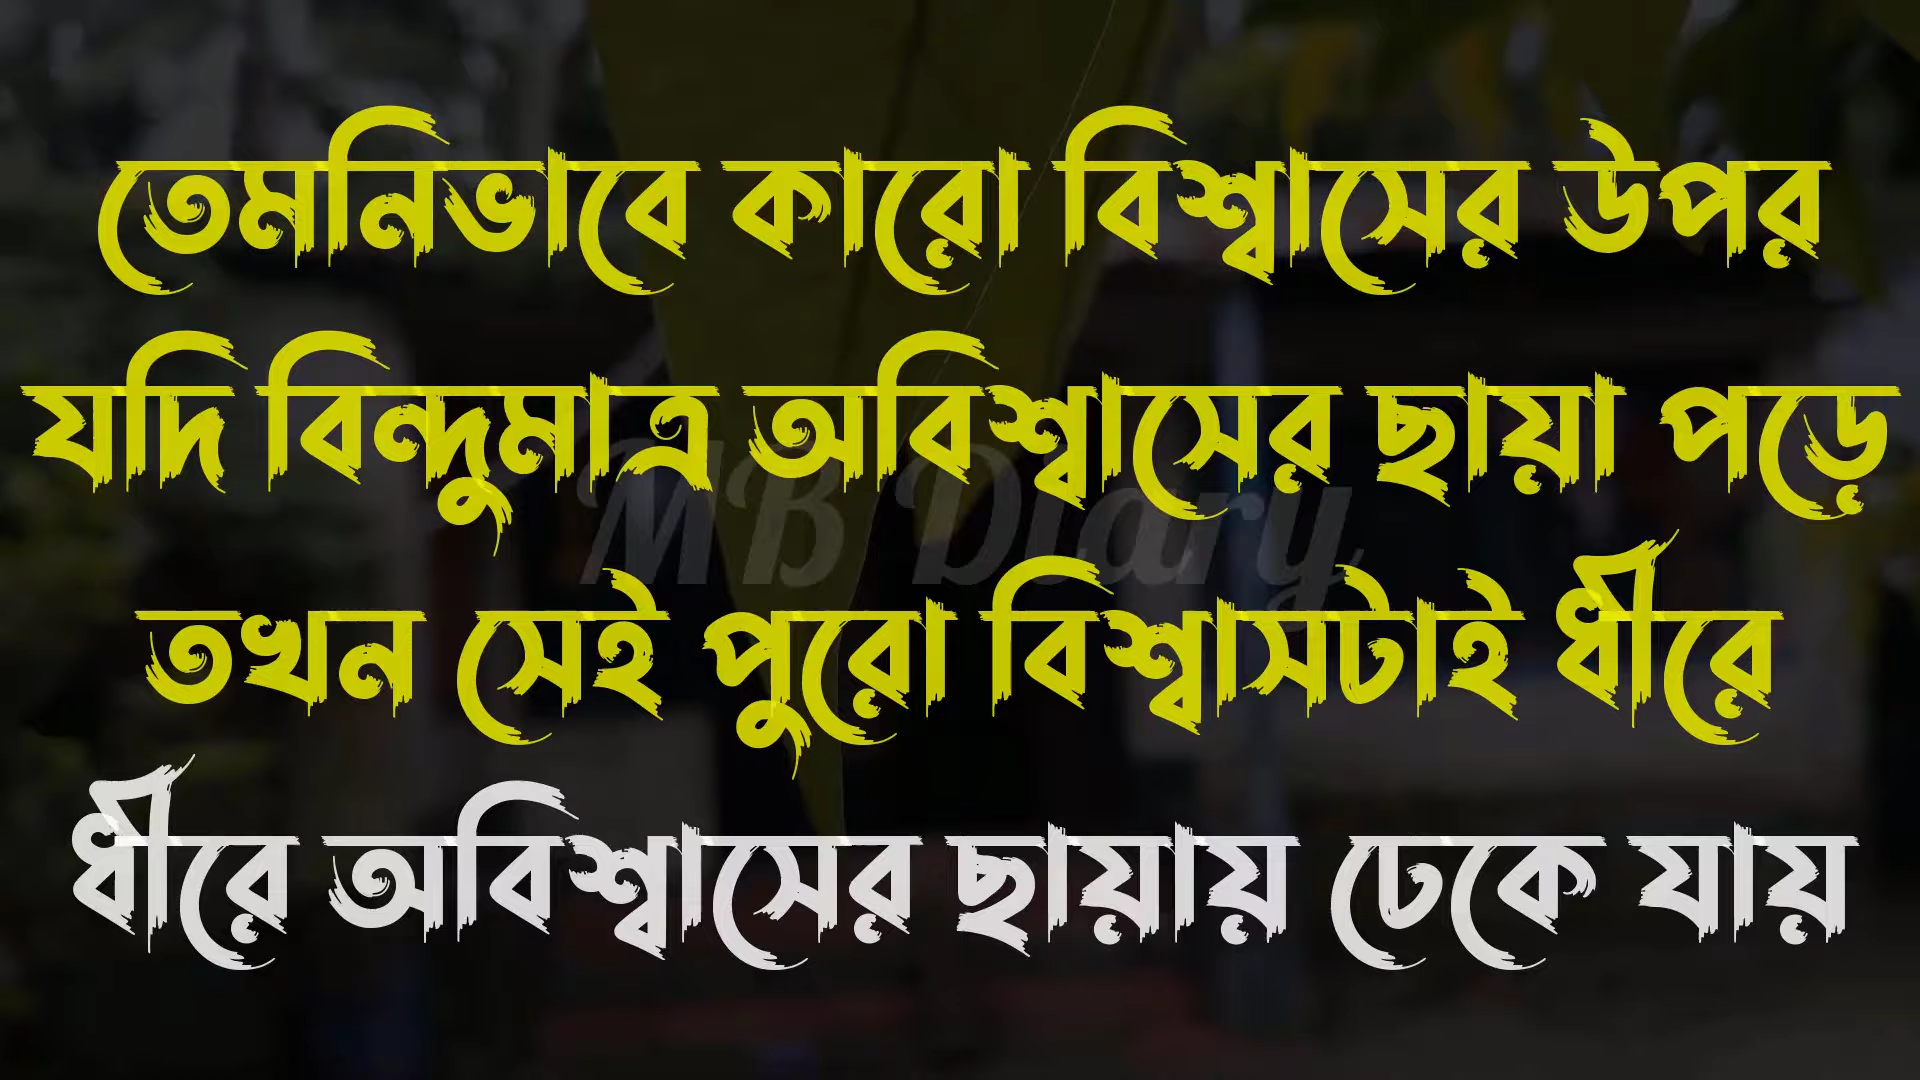 তেমনিভাবে কারো বিশ্বাসের উপর
যদি বিন্দুমাত্র অবিশ্বাসের ছায়া পড়ে
MB Diary
তখন সেই পুরো বিশ্বাসটাই ধীরে
ধীরে অবিশ্বাসের ছায়ায় ঢেকে যায়